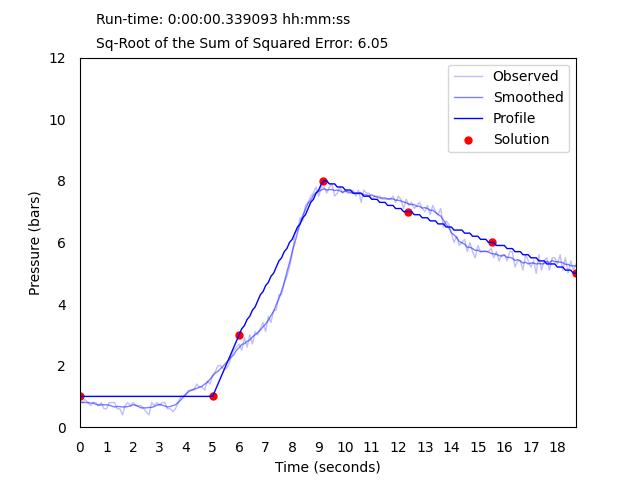 Run-time: 0:00:00.339093 hh:mm:ss
Sq-Root of the Sum of Squared Error: 6.05
Observed
Smoothed
Profile
Solution
12
10
8
6
4
2
0
Pressure (bars)
0 1 2 3 4 5 6 7 8 9 10 11 12 13 14 15 16 17 18
Time (seconds)